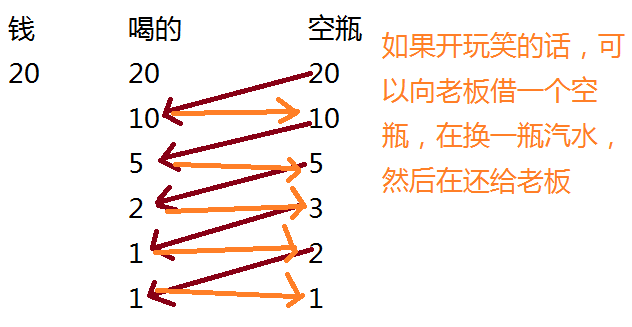 钱 喝的 空瓶
20 20 20
10 10
5 5
2 3
1 2
1 1
如果开玩笑的话，可
以向老板借一个空
瓶，在换一瓶汽水，
然后在还给老板